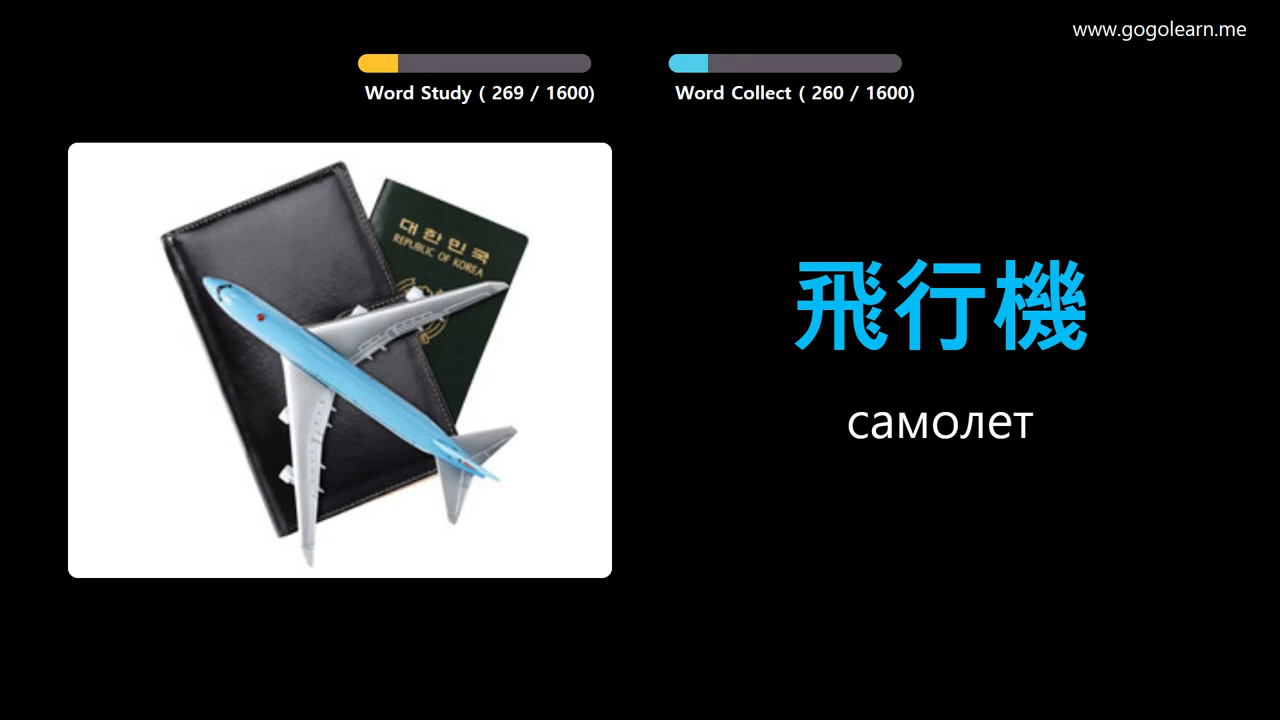 www.gogolearn.me
Word Study ( 269 / 1600)
Word Collect ( 260 / 1600)
대한민국
REPUBLIC OF KOREA
飛行機
самолет